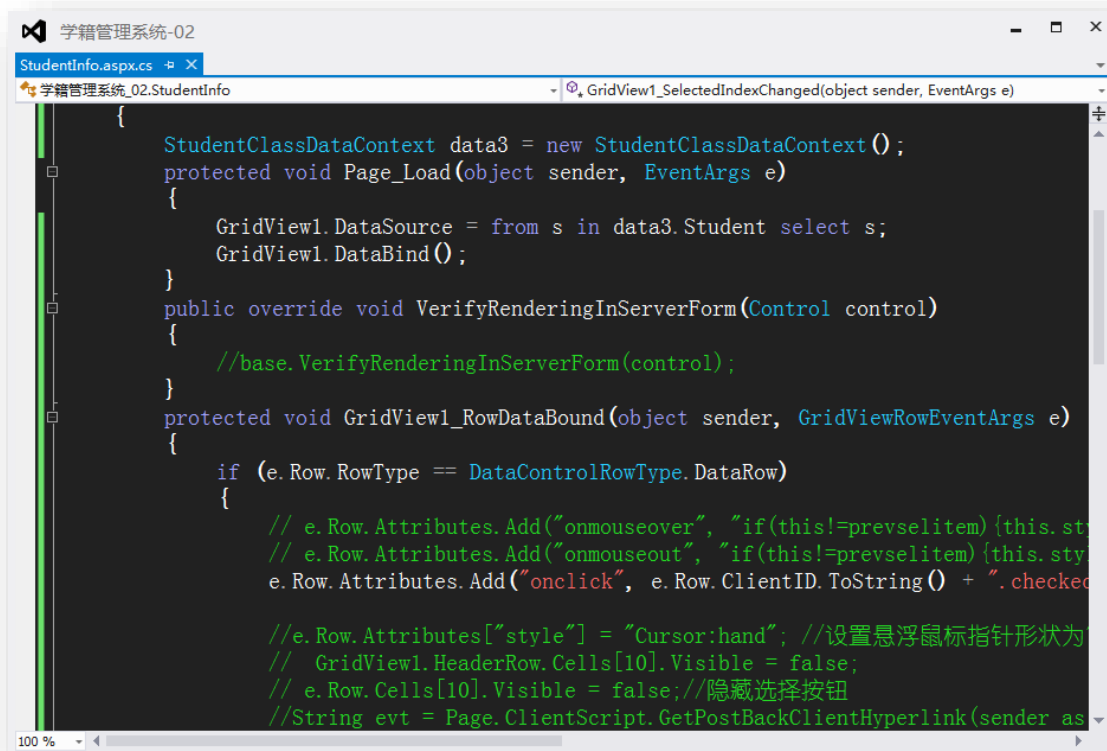 学籍管理系统-02
StudentInfo.aspx.cs
学籍管理系统_02.StudentInfo
GridView1_SelectedIndexChanged(object sender, EventArgs e)
{
StudentClassDataContext data3 = new StudentClassDataContext();
protected void Page_Load(object sender, EventArgs e)
{
GridView1.DataSource = from s in data3.Student select s;
GridView1.DataBind();
}
public override void VerifyRenderingInServerForm(Control control)
{
//base.VerifyRenderingInServerForm(control);
}
protected void GridView1_RowDataBound(object sender, GridViewRowEventArgs e)
{
if (e.Row.RowType == DataControlRowType.DataRow)
{
// e.Row.Attributes.Add("onmouseover", "if(this!=prevselitem){this.sty
// e.Row.Attributes.Add("onmouseout", "if(this!=prevselitem){this.styl
e.Row.Attributes.Add("onclick", e.Row.ClientID.ToString() + ".checked
//e.Row.Attributes["style"] = "Cursor:hand"; //设置悬浮鼠标指针形状为
// GridView1.HeaderRow.Cells[10].Visible = false;
// e.Row.Cells[10].Visible = false;//隐藏选择按钮
//String evt = Page.ClientScript.GetPostBackClientHyperlink(sender as
100 %